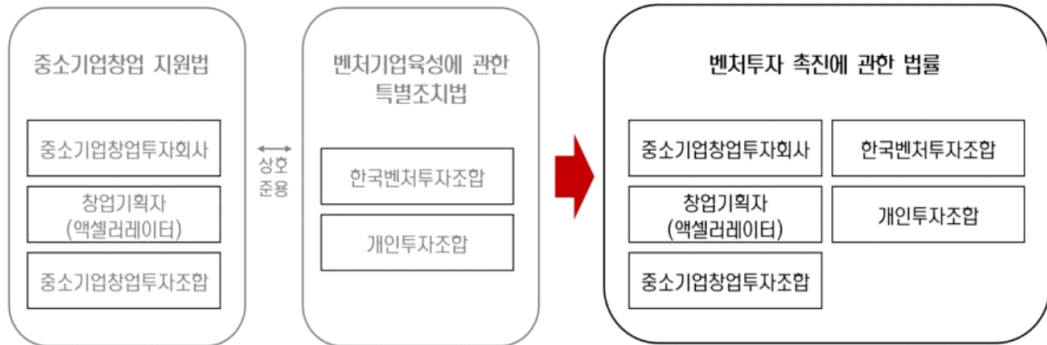 중소기업창업 지원법
중소기업창업투자회사
창업기획자
(액셀러레이터)
중소기업창업투자조합
상호
준용
벤처기업육성에 관한
특별조치법
한국벤처투자조합
개인투자조합
벤처투자 촉진에 관한 법률
중소기업창업투자회사
한국벤처투자조합
창업기획자
(액셀러레이터)
개인투자조합
중소기업창업투자조합